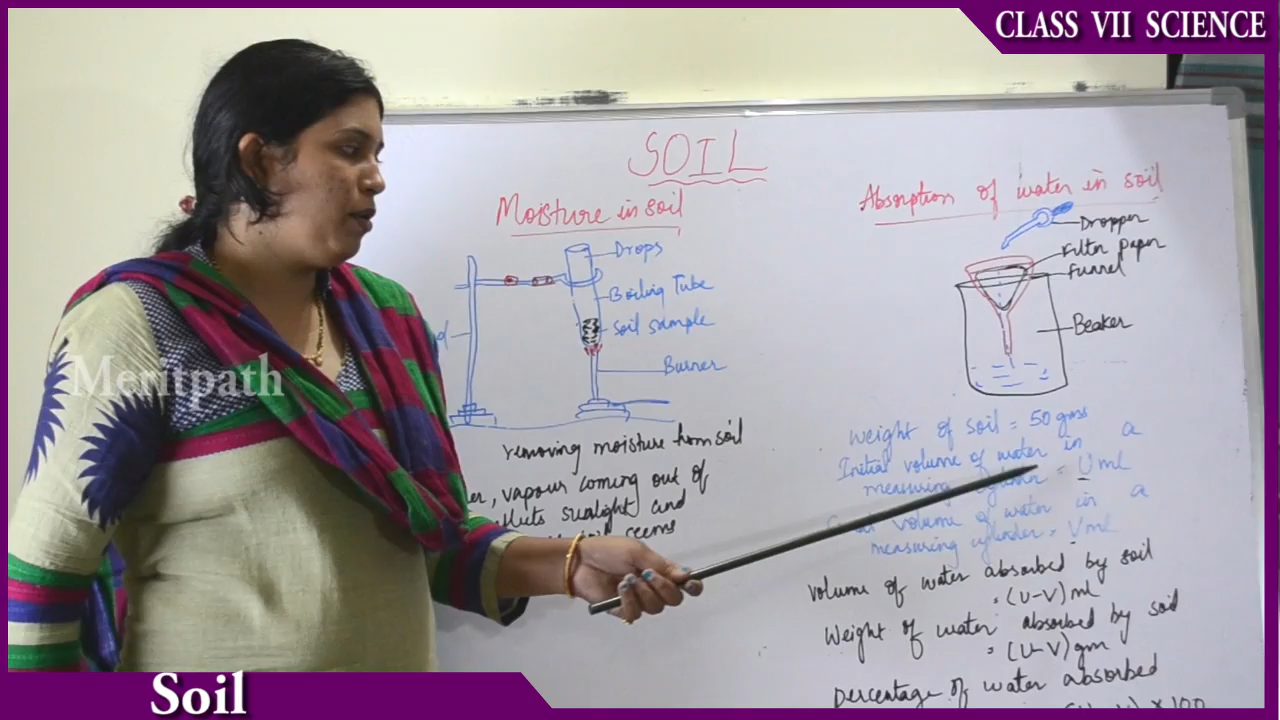 CLASS VII SCIENCE
SOIL
Moisture in soil
Drops
Boiling Tube
Soil sample
Burner
removing moisture from soil
vapour coming out of
sunlight and
seems
Absorption of water in soil
Dropper
Filter paper
Funnel
Beaker
Weight of soil = 50 gms
Initial volume of water in a
measuring = U ml
volume of water in a
measuring cylinder = V ml
Volume of water absorbed by soil
= (U-V) ml
Weight of water absorbed by soil
= (U-V) gm
Percentage of water absorbed
x 100
Meritpath
Soil